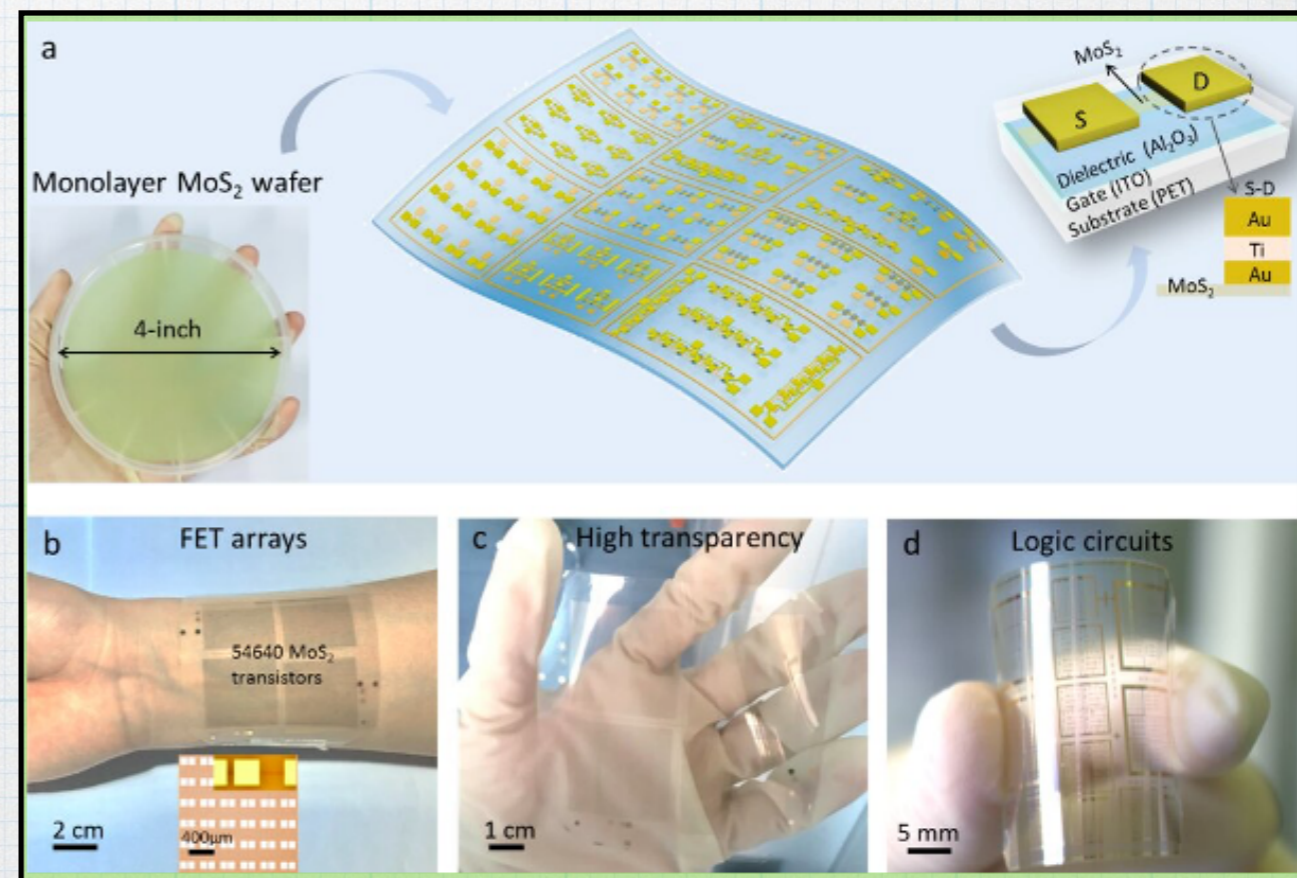 a
Monolayer MoS₂ wafer
4-inch
MoS₂
S
D
Dielectric (Al₂O₃)
Gate (ITO)
Substrate (PET)
S-D
Au
Ti
Au
MoS₂
b
FET arrays
54640 MoS₂
transistors
2 cm
400μm
c
High transparency
1 cm
d
Logic circuits
5 mm